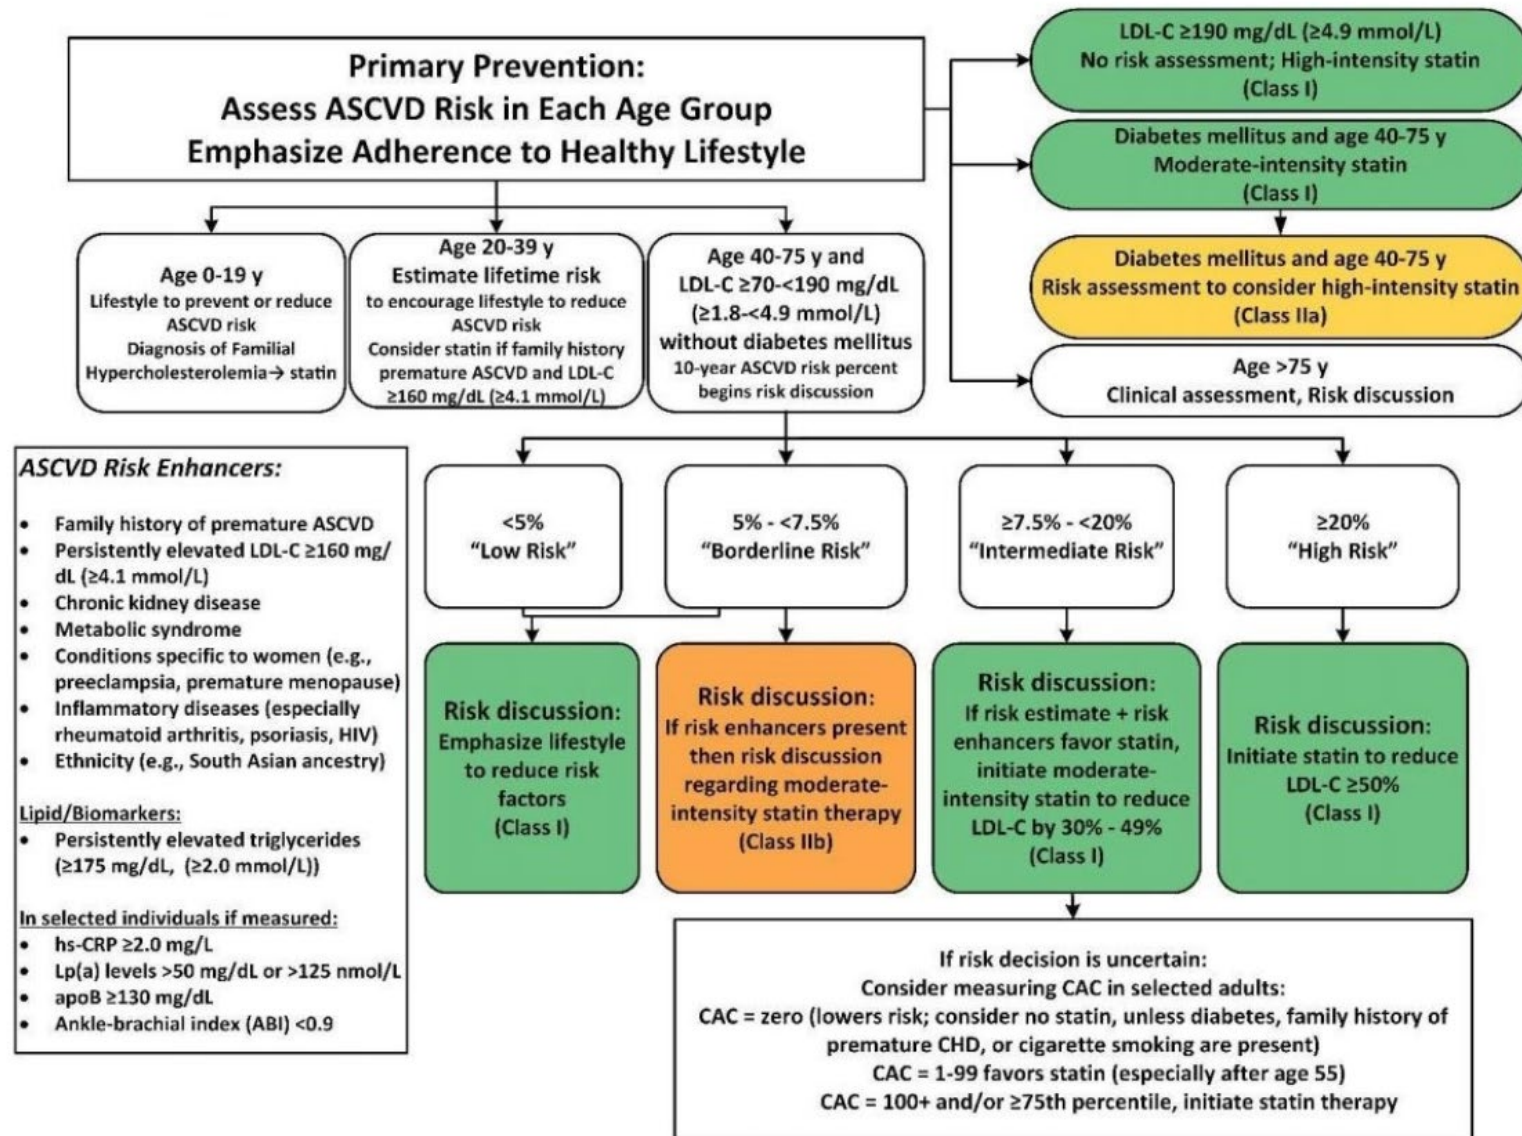 Primary Prevention:
Assess ASCVD Risk in Each Age Group
Emphasize Adherence to Healthy Lifestyle
LDL-C ≥190 mg/dL (≥4.9 mmol/L)
No risk assessment; High-intensity statin
(Class I)
Diabetes mellitus and age 40-75 y
Moderate-intensity statin
(Class I)
Diabetes mellitus and age 40-75 y
Risk assessment to consider high-intensity statin
(Class IIa)
Age >75 y
Clinical assessment, Risk discussion
Age 0-19 y
Lifestyle to prevent or reduce
ASCVD risk
Diagnosis of Familial
Hypercholesterolemia→ statin
Age 20-39 y
Estimate lifetime risk
to encourage lifestyle to reduce
ASCVD risk
Consider statin if family history
premature ASCVD and LDL-C
≥160 mg/dL (≥4.1 mmol/L)
Age 40-75 y and
LDL-C ≥70-<190 mg/dL
(≥1.8-<4.9 mmol/L)
without diabetes mellitus
10-year ASCVD risk percent
begins risk discussion
ASCVD Risk Enhancers:
• Family history of premature ASCVD
• Persistently elevated LDL-C ≥160 mg/
dL (≥4.1 mmol/L)
• Chronic kidney disease
• Metabolic syndrome
• Conditions specific to women (e.g.,
preeclampsia, premature menopause)
• Inflammatory diseases (especially
rheumatoid arthritis, psoriasis, HIV)
• Ethnicity (e.g., South Asian ancestry)
Lipid/Biomarkers:
• Persistently elevated triglycerides
(≥175 mg/dL, (≥2.0 mmol/L))
In selected individuals if measured:
• hs-CRP ≥2.0 mg/L
• Lp(a) levels >50 mg/dL or >125 nmol/L
• apoB ≥130 mg/dL
• Ankle-brachial index (ABI) <0.9
<5%
"Low Risk"
5% - <7.5%
"Borderline Risk"
≥7.5% - <20%
"Intermediate Risk"
≥20%
"High Risk"
Risk discussion:
Emphasize lifestyle
to reduce risk
factors
(Class I)
Risk discussion:
If risk enhancers present
then risk discussion
regarding moderate-
intensity statin therapy
(Class IIb)
Risk discussion:
If risk estimate + risk
enhancers favor statin,
initiate moderate-
intensity statin to reduce
LDL-C by 30% - 49%
(Class I)
Risk discussion:
Initiate statin to reduce
LDL-C ≥50%
(Class I)
If risk decision is uncertain:
Consider measuring CAC in selected adults:
CAC = zero (lowers risk; consider no statin, unless diabetes, family history of
premature CHD, or cigarette smoking are present)
CAC = 1-99 favors statin (especially after age 55)
CAC = 100+ and/or ≥75th percentile, initiate statin therapy